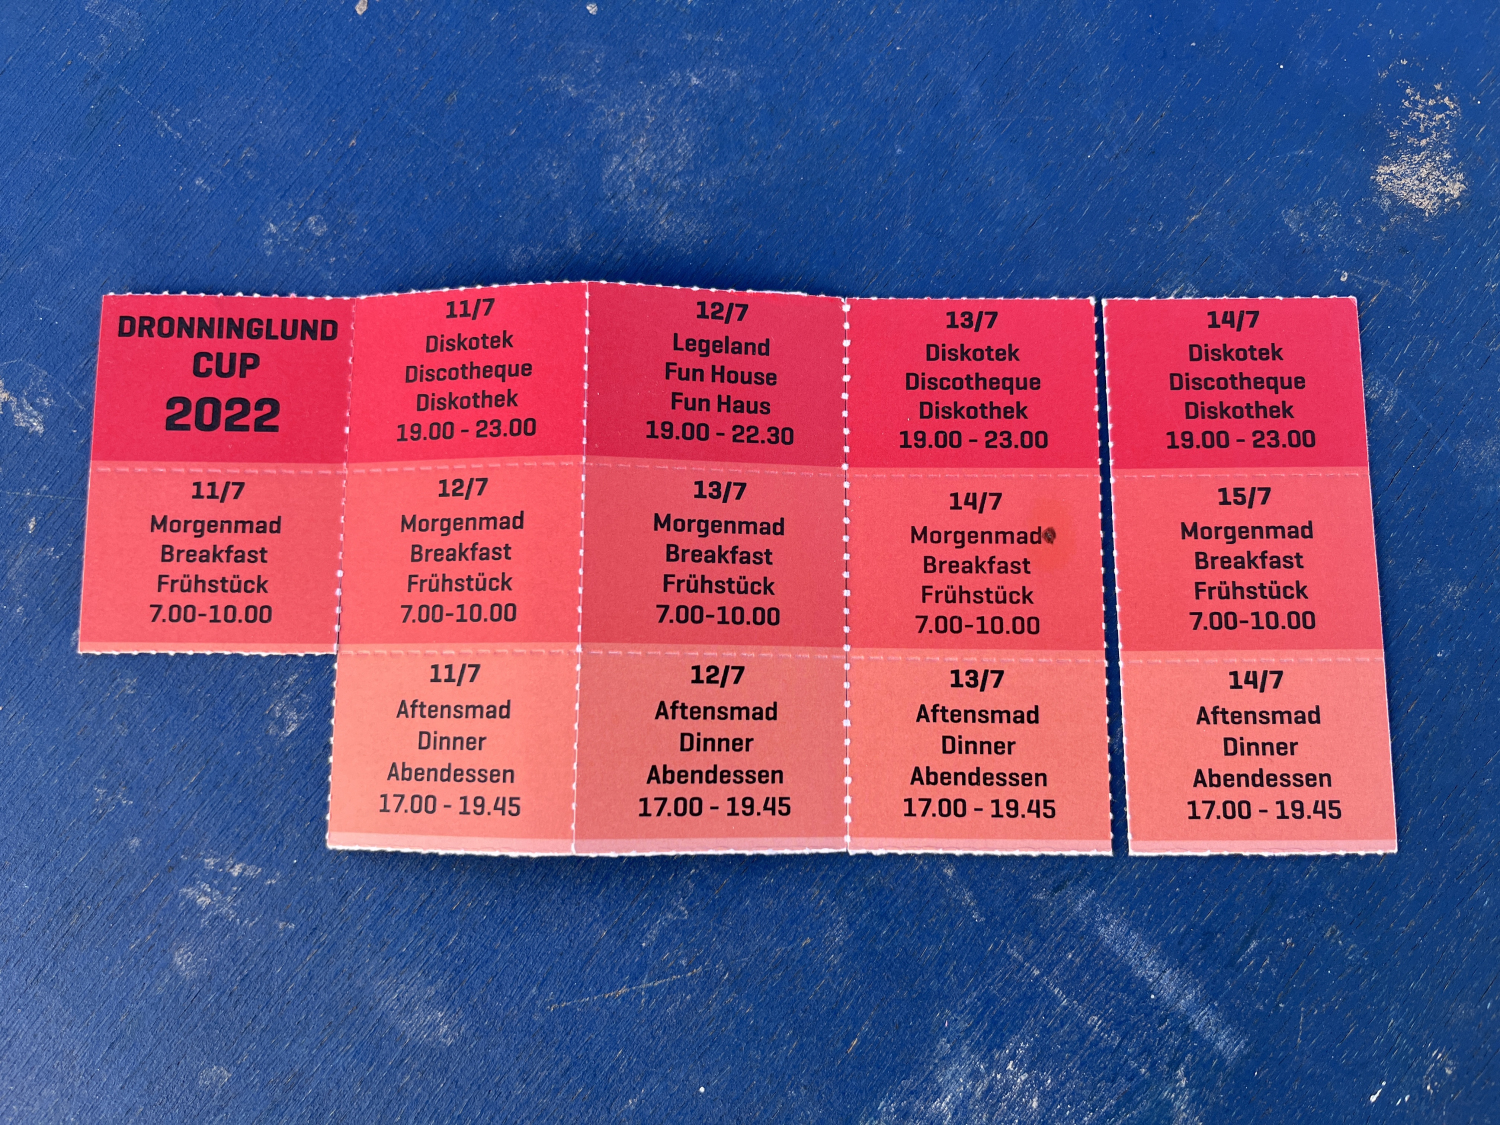 DRONNINGLUND
CUP
2022
11/7
Diskotek
Discotheque
Diskothek
19.00 - 23.00
12/7
Legeland
Fun House
Fun Haus
19.00 - 22.30
13/7
Diskotek
Discotheque
Diskothek
19.00 - 23.00
14/7
Diskotek
Discotheque
Diskothek
19.00 - 23.00
11/7
Morgenmad
Breakfast
Frühstück
7.00-10.00
12/7
Morgenmad
Breakfast
Frühstück
7.00-10.00
13/7
Morgenmad
Breakfast
Frühstück
7.00-10.00
14/7
Morgenmad
Breakfast
Frühstück
7.00-10.00
15/7
Morgenmad
Breakfast
Frühstück
7.00-10.00
11/7
Aftensmad
Dinner
Abendessen
17.00 - 19.45
12/7
Aftensmad
Dinner
Abendessen
17.00 - 19.45
13/7
Aftensmad
Dinner
Abendessen
17.00 - 19.45
14/7
Aftensmad
Dinner
Abendessen
17.00 - 19.45